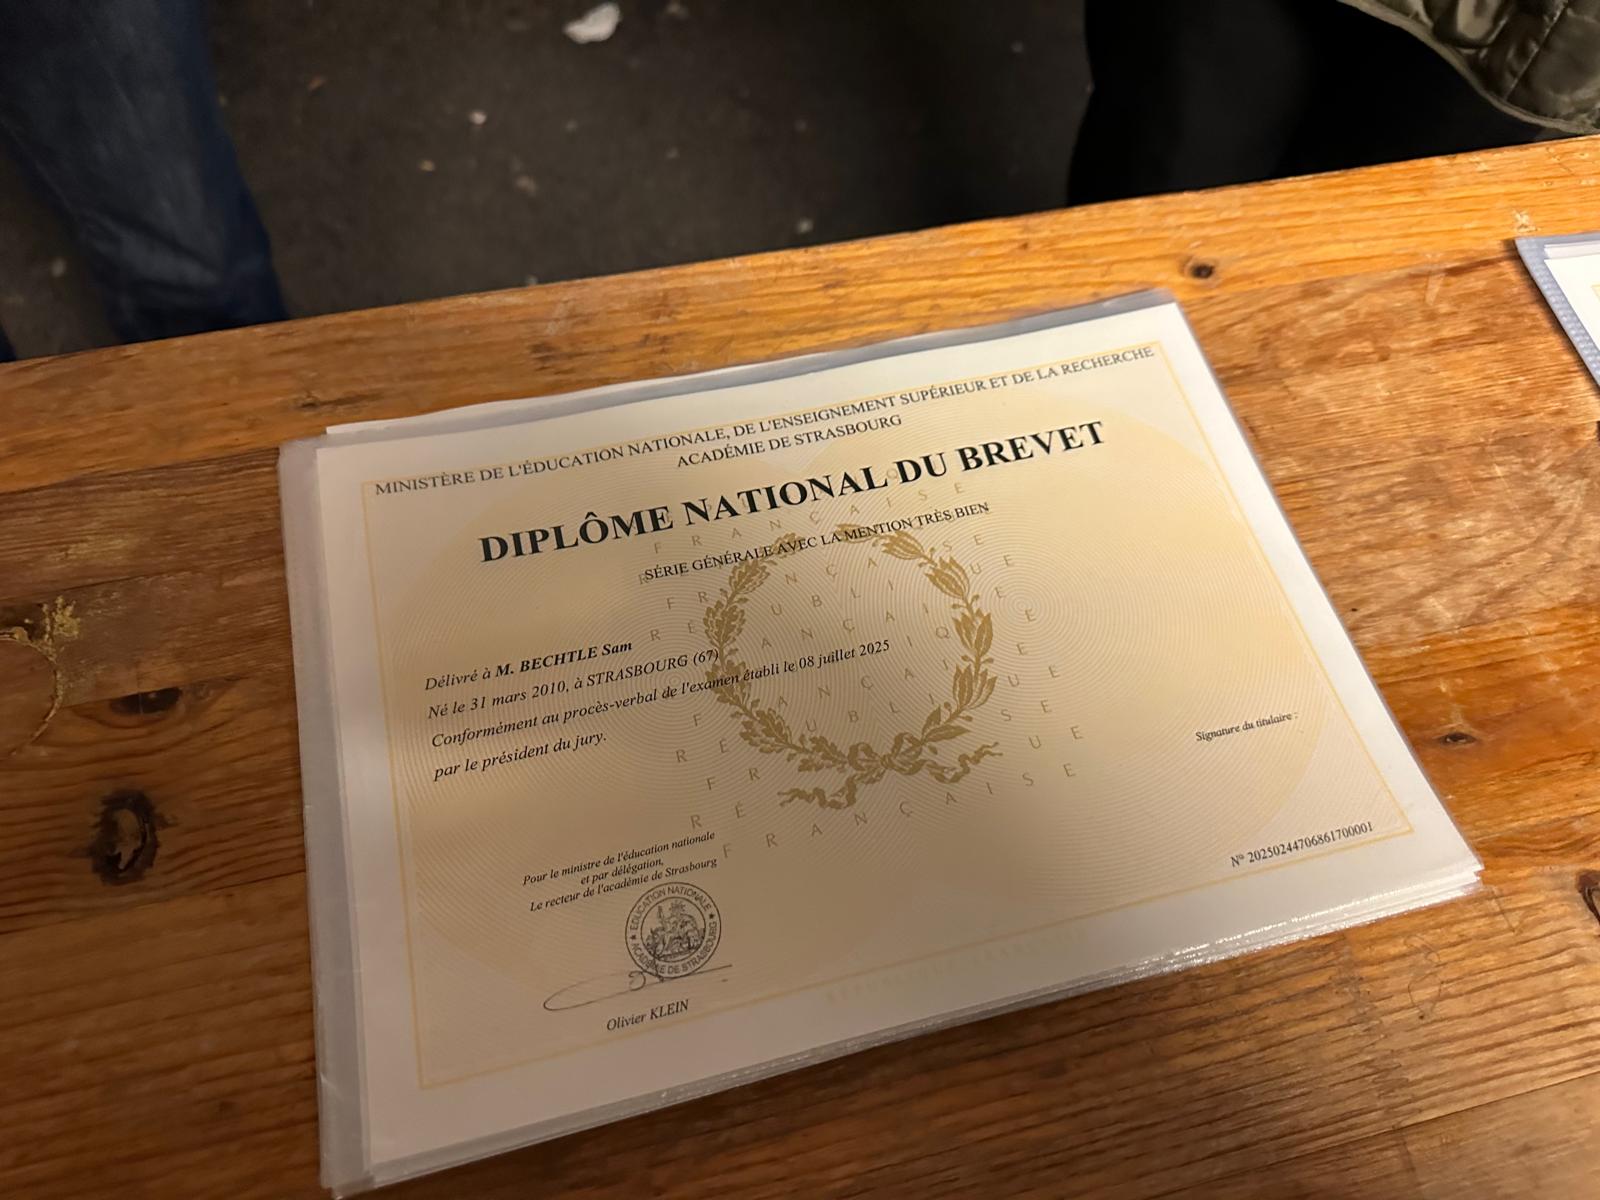 MINISTÈRE DE L'ÉDUCATION NATIONALE, DE L'ENSEIGNEMENT SUPÉRIEUR ET DE LA RECHERCHE
ACADÉMIE DE STRASBOURG
DIPLÔME NATIONAL DU BREVET
SÉRIE GÉNÉRALE AVEC LA MENTION TRÈS BIEN
Délivré à M. BECHTLE Sam
Né le 31 mars 2010, à STRASBOURG (67)
Conformément au procès-verbal de l'examen établi le 08 juillet 2025
par le président du jury.
Signature du titulaire :
Pour le ministre de l'éducation nationale
et par délégation,
Le recteur de l'académie de Strasbourg
ÉDUCATION NATIONALE
ACADÉMIE DE STRASBOURG
Olivier KLEIN
N° 2025024470686170​0001